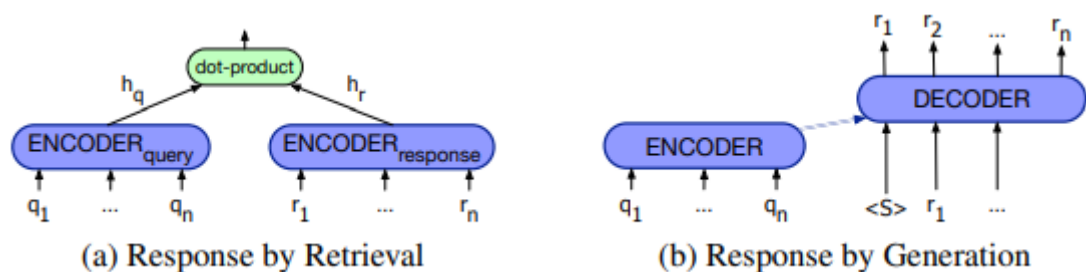 dot-product
h_q h_r
ENCODER_query ENCODER_response
q_1 ... q_n r_1 ... r_n
(a) Response by Retrieval
r_1 r_2 ... r_n
DECODER
ENCODER
q_1 ... q_n <S> r_1 ...
(b) Response by Generation